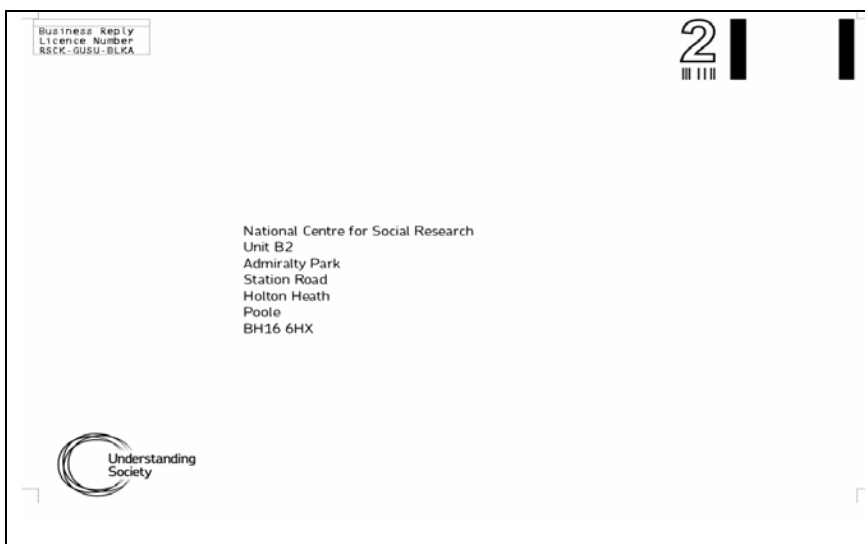 Business Reply
Licence Number
RSCK-GUSU-BLKA
2
National Centre for Social Research
Unit B2
Admiralty Park
Station Road
Holton Heath
Poole
BH16 6HX
Understanding
Society